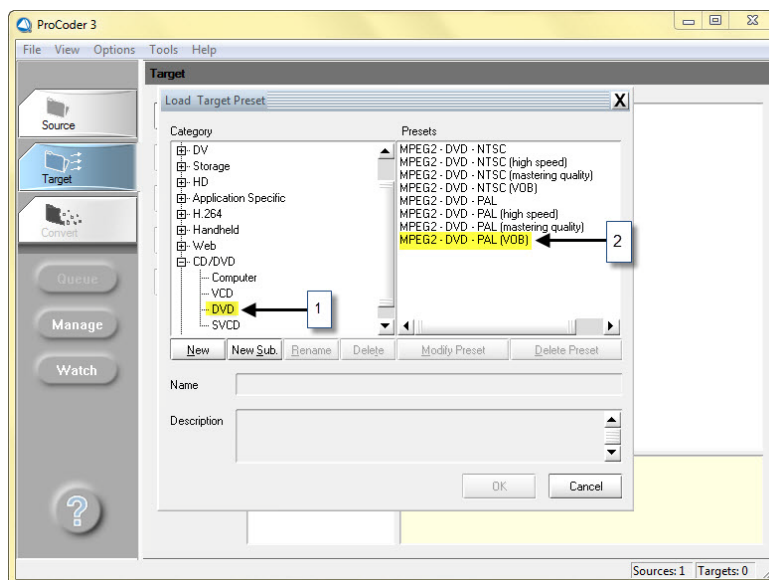 ProCoder 3
File View Options Tools Help
Target
Source
Target
Convert
Queue
Manage
Watch
?
Load Target Preset
X
Category
DV
Storage
HD
Application Specific
H.264
Handheld
Web
CD/DVD
Computer
VCD
DVD
SVCD
1
Presets
MPEG2 - DVD - NTSC
MPEG2 - DVD - NTSC (high speed)
MPEG2 - DVD - NTSC (mastering quality)
MPEG2 - DVD - NTSC (VOB)
MPEG2 - DVD - PAL
MPEG2 - DVD - PAL (high speed)
MPEG2 - DVD - PAL (mastering quality)
MPEG2 - DVD - PAL (VOB)
2
New New Sub. Rename Delete Modify Preset Delete Preset
Name
Description
OK Cancel
Sources: 1 Targets: 0